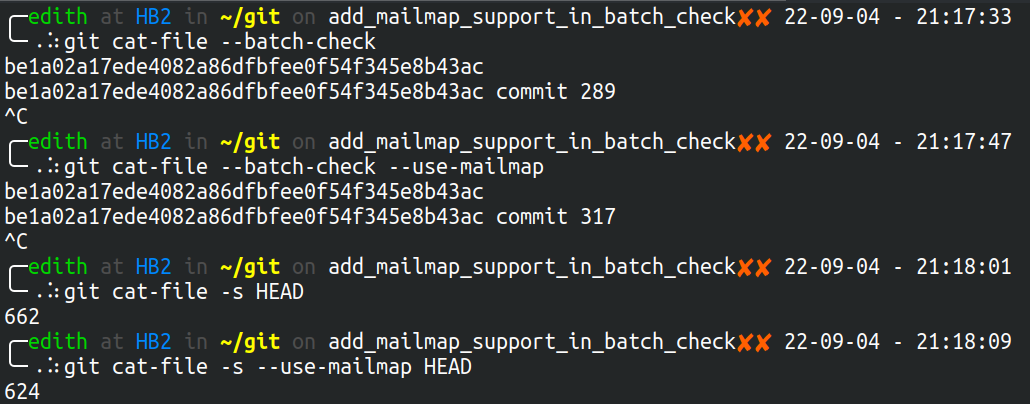 edith at HB2 in ~/git on add_mailmap_support_in_batch_check✘✘ 22-09-04 - 21:17:33
git cat-file --batch-check
be1a02a17ede4082a86dfbfee0f54f345e8b43ac
be1a02a17ede4082a86dfbfee0f54f345e8b43ac commit 289
^C
edith at HB2 in ~/git on add_mailmap_support_in_batch_check✘✘ 22-09-04 - 21:17:47
git cat-file --batch-check --use-mailmap
be1a02a17ede4082a86dfbfee0f54f345e8b43ac
be1a02a17ede4082a86dfbfee0f54f345e8b43ac commit 317
^C
edith at HB2 in ~/git on add_mailmap_support_in_batch_check✘✘ 22-09-04 - 21:18:01
git cat-file -s HEAD
662
edith at HB2 in ~/git on add_mailmap_support_in_batch_check✘✘ 22-09-04 - 21:18:09
git cat-file -s --use-mailmap HEAD
624